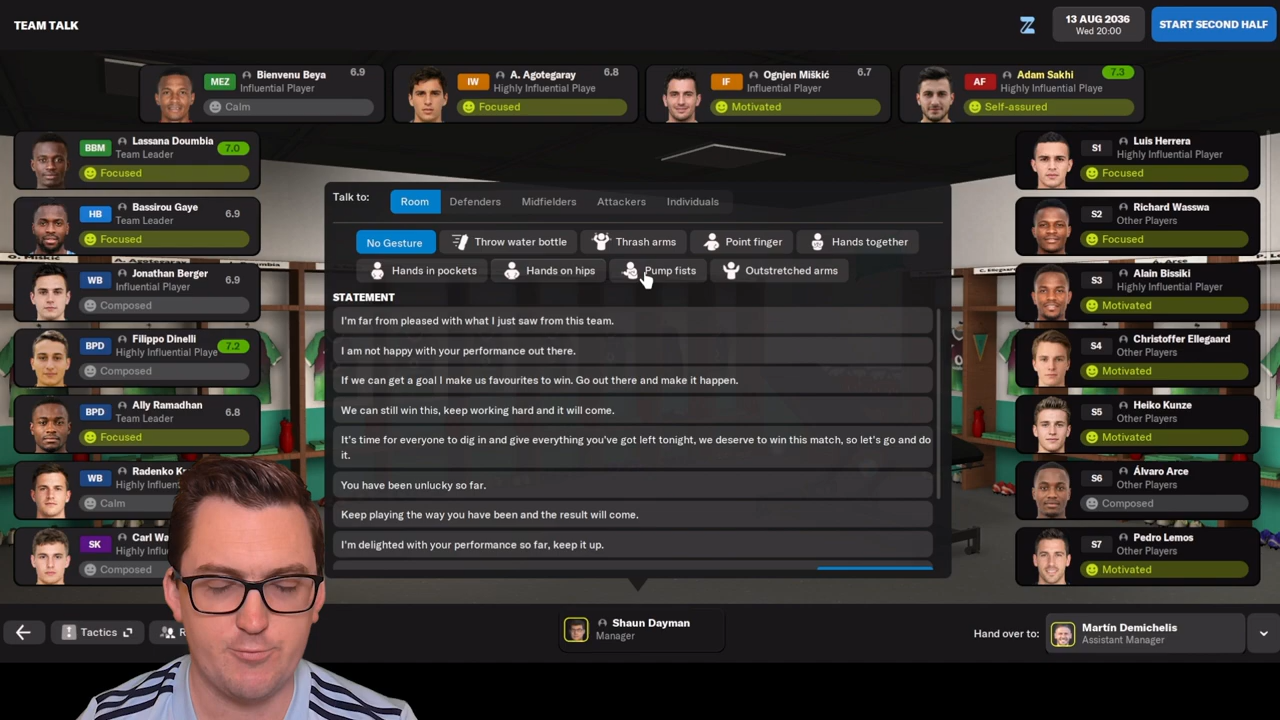 TEAM TALK
13 AUG 2036
Wed 20:00
START SECOND HALF
MEZ
Bienvenu Beya
6.9
Influential Player
Calm
IW
A. Agotegaray
6.8
Highly Influential Playe
Focused
IF
Ognjen Miškić
6.7
Influential Player
Motivated
AF
Adam Sakhi
7.3
Highly Influential Playe
Self-assured
BBM
Lassana Doumbia
Team Leader
7.0
Focused
HB
Bassirou Gaye
Team Leader
6.9
Focused
WB
Jonathan Berger
Influential Player
6.9
Composed
BPD
Filippo Dinelli
Highly Influential Playe
7.2
Composed
BPD
Ally Ramadhan
Team Leader
6.8
Focused
WB
Radenko
Highly Influen
Calm
SK
Carl
Highly Influ
Composed
Talk to:
Room
Defenders
Midfielders
Attackers
Individuals
No Gesture
Throw water bottle
Thrash arms
Point finger
Hands together
Hands in pockets
Hands on hips
Pump fists
Outstretched arms
STATEMENT
I'm far from pleased with what I just saw from this team.
I am not happy with your performance out there.
If we can get a goal I make us favourites to win. Go out there and make it happen.
We can still win this, keep working hard and it will come.
It's time for everyone to dig in and give everything you've got left tonight, we deserve to win this match, so let's go and do
it.
You have been unlucky so far.
Keep playing the way you have been and the result will come.
I'm delighted with your performance so far, keep it up.
S1
Luis Herrera
Highly Influential Player
Focused
S2
Richard Wasswa
Other Players
Focused
S3
Alain Bissiki
Other Players
Motivated
S4
Christoffer Ellegaard
Other Players
Motivated
S5
Heiko Kunze
Other Players
Motivated
S6
Álvaro Arce
Other Players
Composed
S7
Pedro Lemos
Other Players
Motivated
Tactics
Shaun Dayman
Manager
Hand over to:
Martín Demichelis
Assistant Manager